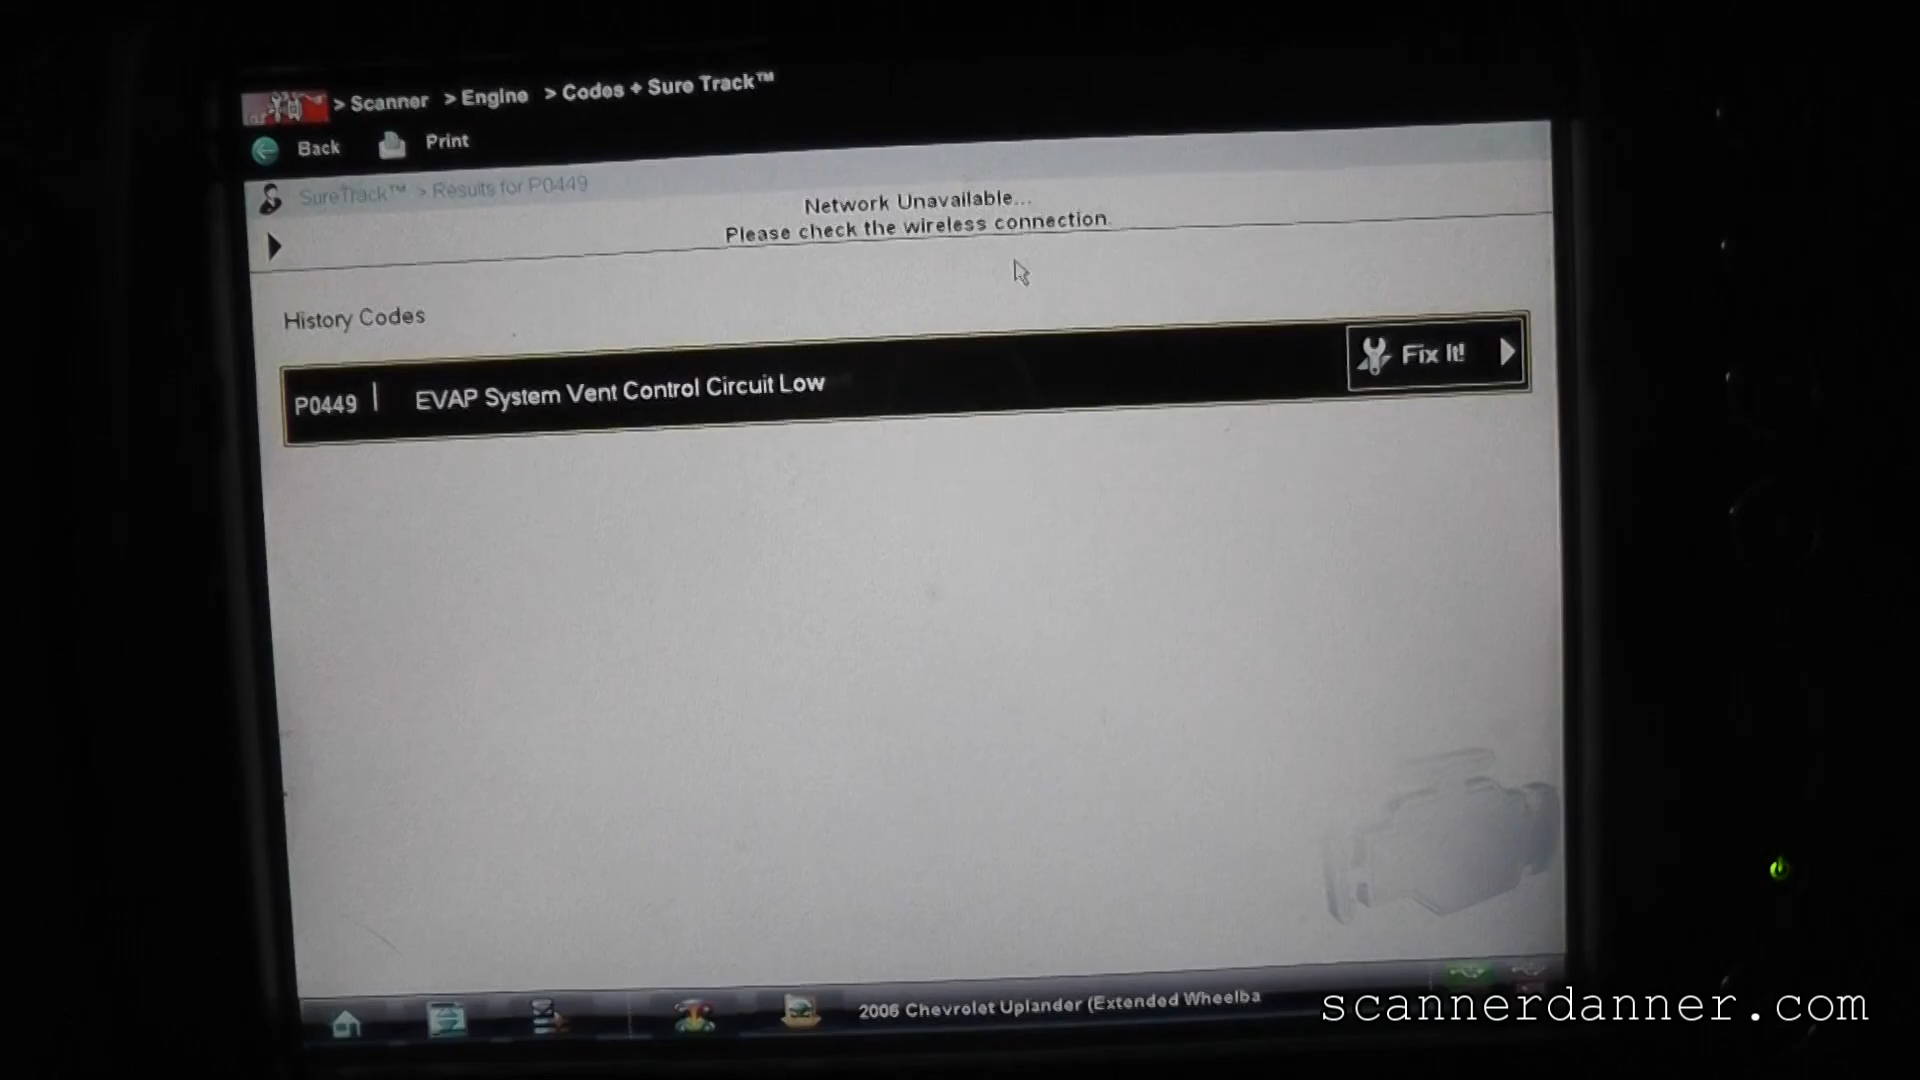 > Scanner > Engine > Codes + Sure Track™
Back Print
SureTrack™ > Results for P0449
Network Unavailable...
Please check the wireless connection.
History Codes
P0449 | EVAP System Vent Control Circuit Low
Fix It!
2006 Chevrolet Uplander (Extended Wheelba
scannerdanner.com